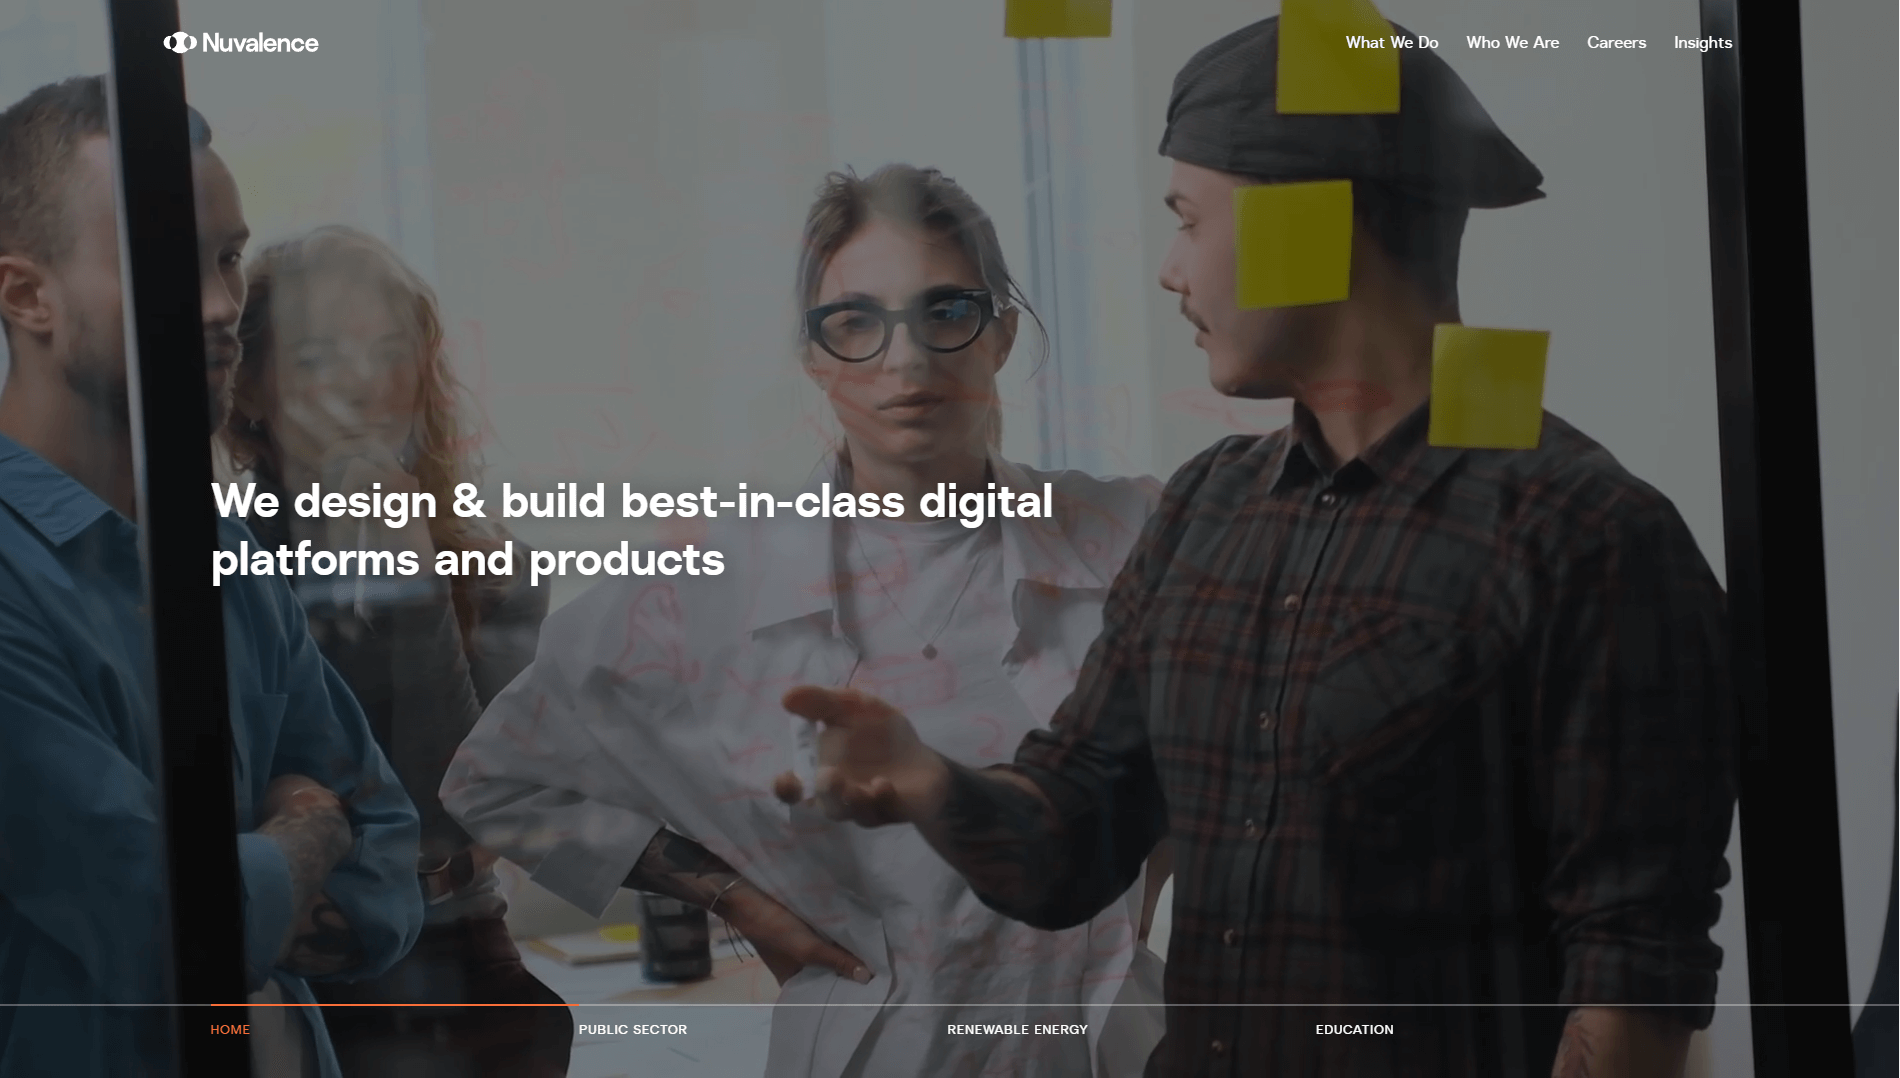 Nuvalence
What We Do
Who We Are
Careers
Insights
We design & build best-in-class digital
platforms and products
HOME
PUBLIC SECTOR
RENEWABLE ENERGY
EDUCATION